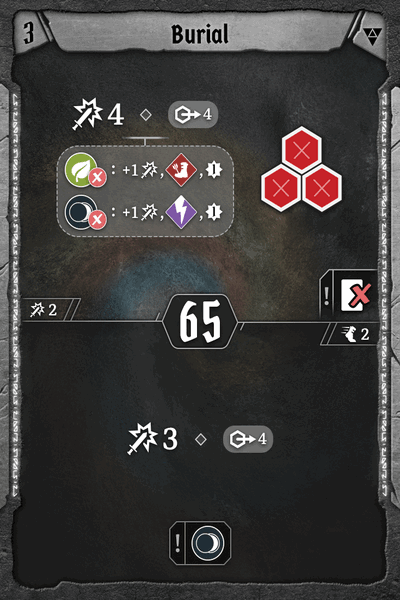 3 Burial
4 4
: +1 , ,
: +1 , ,
!
2 65 2
3 4
!